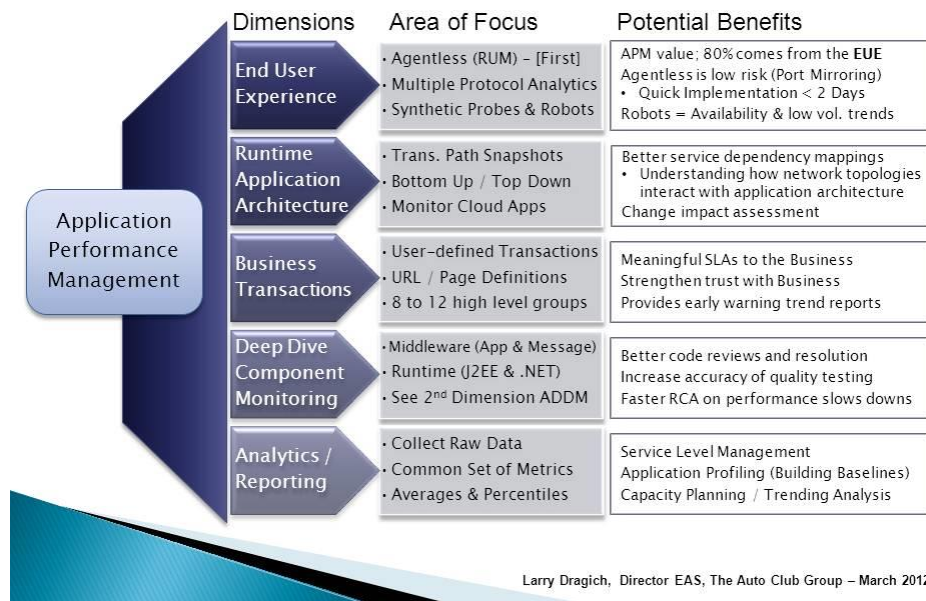 Dimensions
Area of Focus
Potential Benefits
Application
Performance
Management
End User
Experience
• Agentless (RUM) – [First]
• Multiple Protocol Analytics
• Synthetic Probes & Robots
APM value; 80% comes from the EUE
Agentless is low risk (Port Mirroring)
• Quick Implementation < 2 Days
Robots = Availability & low vol. trends
Runtime
Application
Architecture
• Trans. Path Snapshots
• Bottom Up / Top Down
• Monitor Cloud Apps
Better service dependency mappings
• Understanding how network topologies
interact with application architecture
Change impact assessment
Business
Transactions
• User-defined Transactions
• URL / Page Definitions
• 8 to 12 high level groups
Meaningful SLAs to the Business
Strengthen trust with Business
Provides early warning trend reports
Deep Dive
Component
Monitoring
• Middleware (App & Message)
• Runtime (J2EE & .NET)
• See 2nd Dimension ADDM
Better code reviews and resolution
Increase accuracy of quality testing
Faster RCA on performance slows downs
Analytics /
Reporting
• Collect Raw Data
• Common Set of Metrics
• Averages & Percentiles
Service Level Management
Application Profiling (Building Baselines)
Capacity Planning / Trending Analysis
Larry Dragich, Director EAS, The Auto Club Group – March 2012